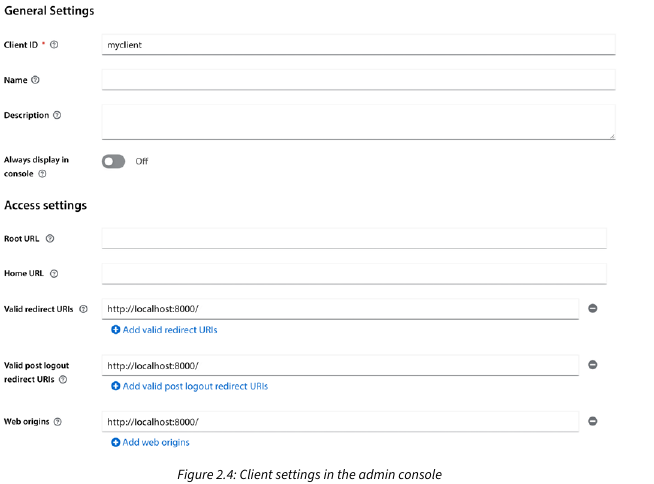 General Settings
Client ID *
myclient
Name
Description
Always display in
console
Off
Access settings
Root URL
Home URL
Valid redirect URIs
http://localhost:8000/
Add valid redirect URIs
Valid post logout
redirect URIs
http://localhost:8000/
Add valid post logout redirect URIs
Web origins
http://localhost:8000/
Add web origins
Figure 2.4: Client settings in the admin console